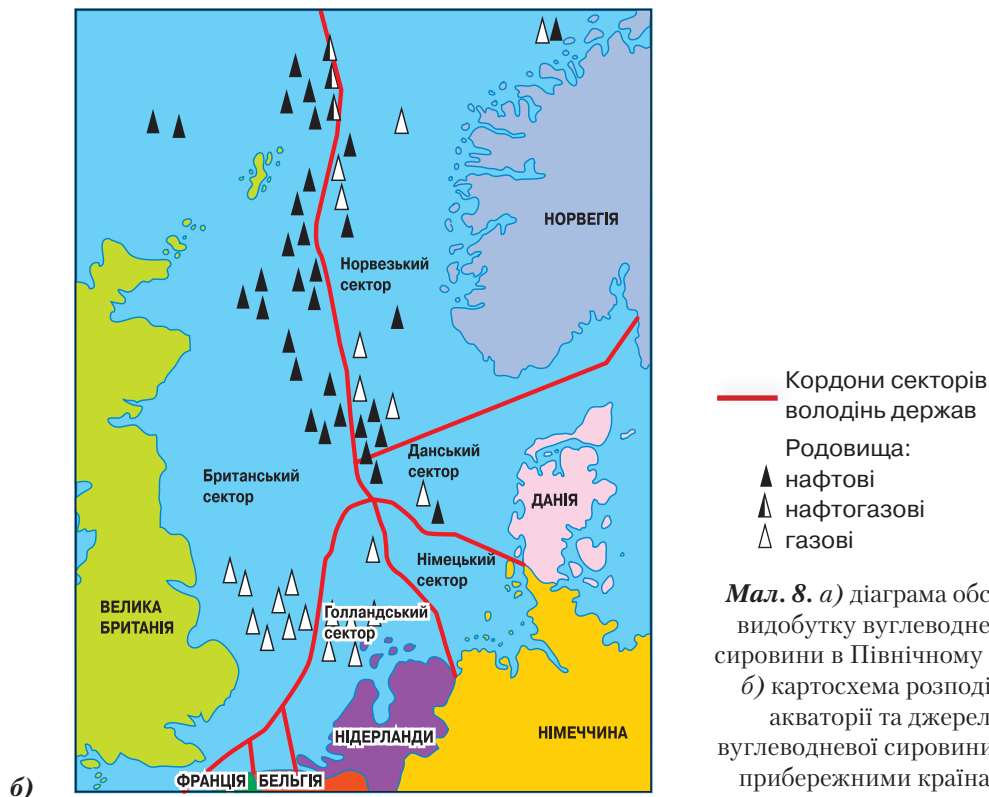 НОРВЕГІЯ
Норвезький
сектор
Данський
сектор
Британський
сектор
ДАНІЯ
Німецький
сектор
ВЕЛИКА
БРИТАНІЯ
Голландський
сектор
НІДЕРЛАНДИ
НІМЕЧЧИНА
ФРАНЦІЯ
БЕЛЬГІЯ
б)
Кордони секторів
володінь держав
Родовища:
нафтові
нафтогазові
газові
Мал. 8. а) діаграма обс
видобутку вуглеводне
сировини в Північному
б) картосхема розподі
акваторії та джерел
вуглеводневої сировини
прибережними країна